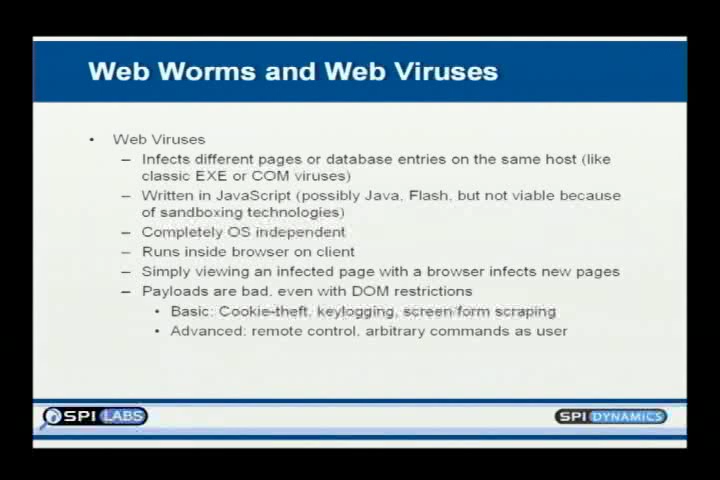 Web Worms and Web Viruses
• Web Viruses
– Infects different pages or database entries on the same host (like
classic EXE or COM viruses)
– Written in JavaScript (possibly Java, Flash, but not viable because
of sandboxing technologies)
– Completely OS independent
– Runs inside browser on client
– Simply viewing an infected page with a browser infects new pages
– Payloads are bad, even with DOM restrictions
• Basic: Cookie-theft, keylogging, screen/form scraping
• Advanced: remote control, arbitrary commands as user
SPI LABS
SPI DYNAMICS